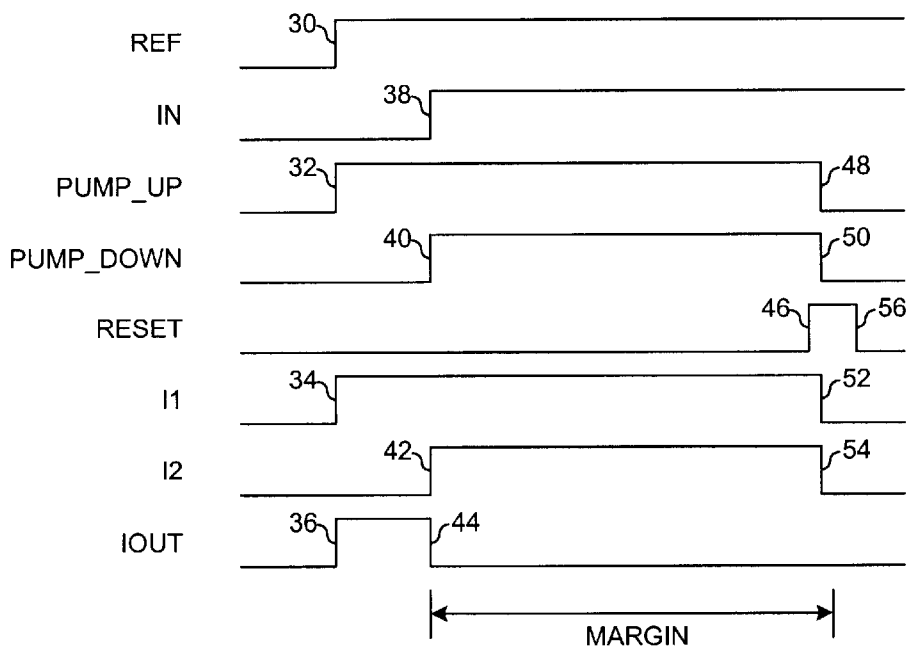 REF 30
IN 38
PUMP_UP 32 48
PUMP_DOWN 40 50
RESET 46 56
I1 34 52
I2 42 54
IOUT 36 44
MARGIN